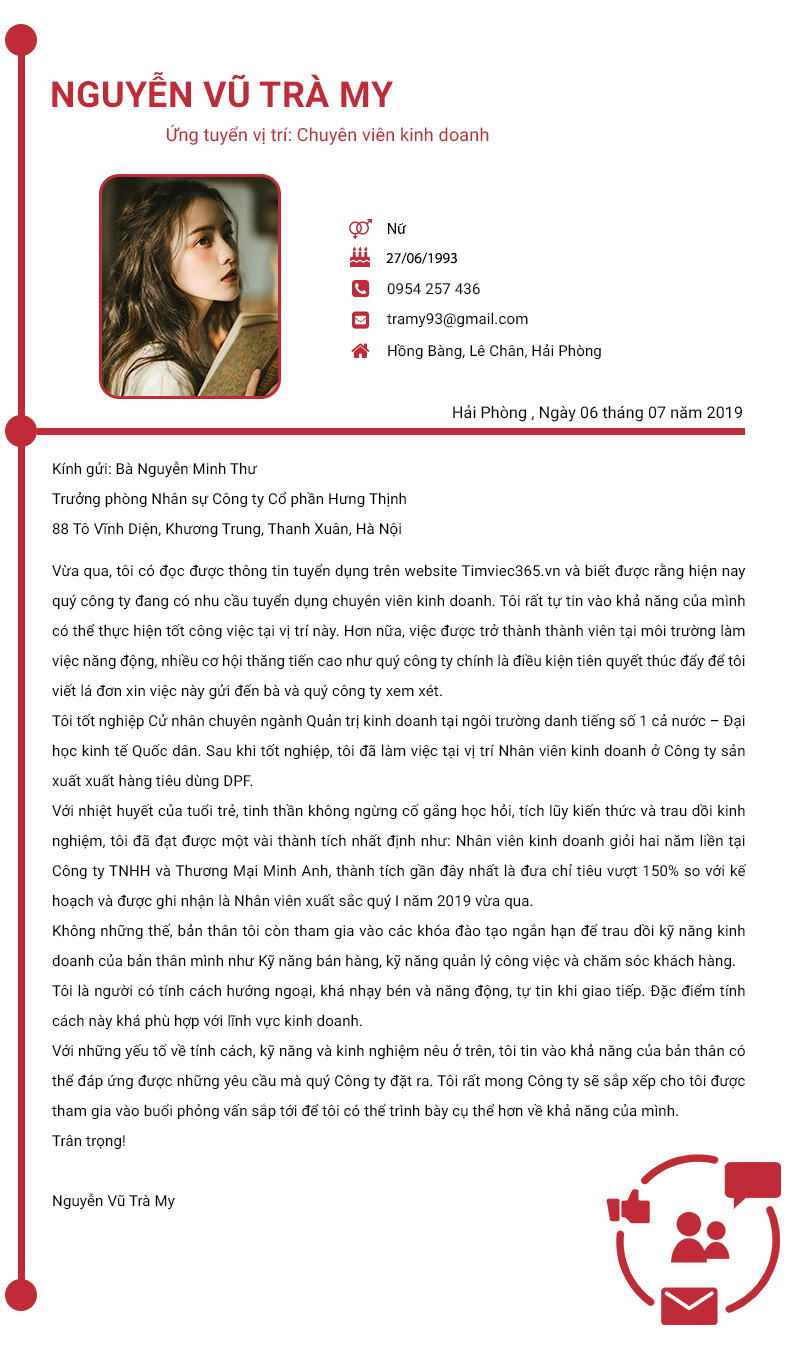 NGUYỄN VŨ TRÀ MY
Ứng tuyển vị trí: Chuyên viên kinh doanh
Nữ
27/06/1993
0954 257 436
tramy93@gmail.com
Hồng Bàng, Lê Chân, Hải Phòng
Hải Phòng , Ngày 06 tháng 07 năm 2019
Kính gửi: Bà Nguyễn Minh Thư
Trưởng phòng Nhân sự Công ty Cổ phần Hưng Thịnh
88 Tô Vĩnh Diện, Khương Trung, Thanh Xuân, Hà Nội
Vừa qua, tôi có đọc được thông tin tuyển dụng trên website Timviec365.vn và biết được rằng hiện nay
quý công ty đang có nhu cầu tuyển dụng chuyên viên kinh doanh. Tôi rất tự tin vào khả năng của mình
có thể thực hiện tốt công việc tại vị trí này. Hơn nữa, việc được trở thành thành viên tại môi trường làm
việc năng động, nhiều cơ hội thăng tiến cao như quý công ty chính là điều kiện tiên quyết thúc đẩy để tôi
viết lá đơn xin việc này gửi đến bà và quý công ty xem xét.
Tôi tốt nghiệp Cử nhân chuyên ngành Quản trị kinh doanh tại ngôi trường danh tiếng số 1 cả nước – Đại
học kinh tế Quốc dân. Sau khi tốt nghiệp, tôi đã làm việc tại vị trí Nhân viên kinh doanh ở Công ty sản
xuất xuất hàng tiêu dùng DPF.
Với nhiệt huyết của tuổi trẻ, tinh thần không ngừng cố gắng học hỏi, tích lũy kiến thức và trau dồi kinh
nghiệm, tôi đã đạt được một vài thành tích nhất định như: Nhân viên kinh doanh giỏi hai năm liền tại
Công ty TNHH và Thương Mại Minh Anh, thành tích gần đây nhất là đưa chỉ tiêu vượt 150% so với kế
hoạch và được ghi nhận là Nhân viên xuất sắc quý I năm 2019 vừa qua.
Không những thế, bản thân tôi còn tham gia vào các khóa đào tạo ngắn hạn để trau dồi kỹ năng kinh
doanh của bản thân mình như Kỹ năng bán hàng, kỹ năng quản lý công việc và chăm sóc khách hàng.
Tôi là người có tính cách hướng ngoại, khá nhạy bén và năng động, tự tin khi giao tiếp. Đặc điểm tính
cách này khá phù hợp với lĩnh vực kinh doanh.
Với những yếu tố về tính cách, kỹ năng và kinh nghiệm nêu ở trên, tôi tin vào khả năng của bản thân có
thể đáp ứng được những yêu cầu mà quý Công ty đặt ra. Tôi rất mong Công ty sẽ sắp xếp cho tôi được
tham gia vào buổi phỏng vấn sắp tới để tôi có thể trình bày cụ thể hơn về khả năng của mình.
Trân trọng!
Nguyễn Vũ Trà My